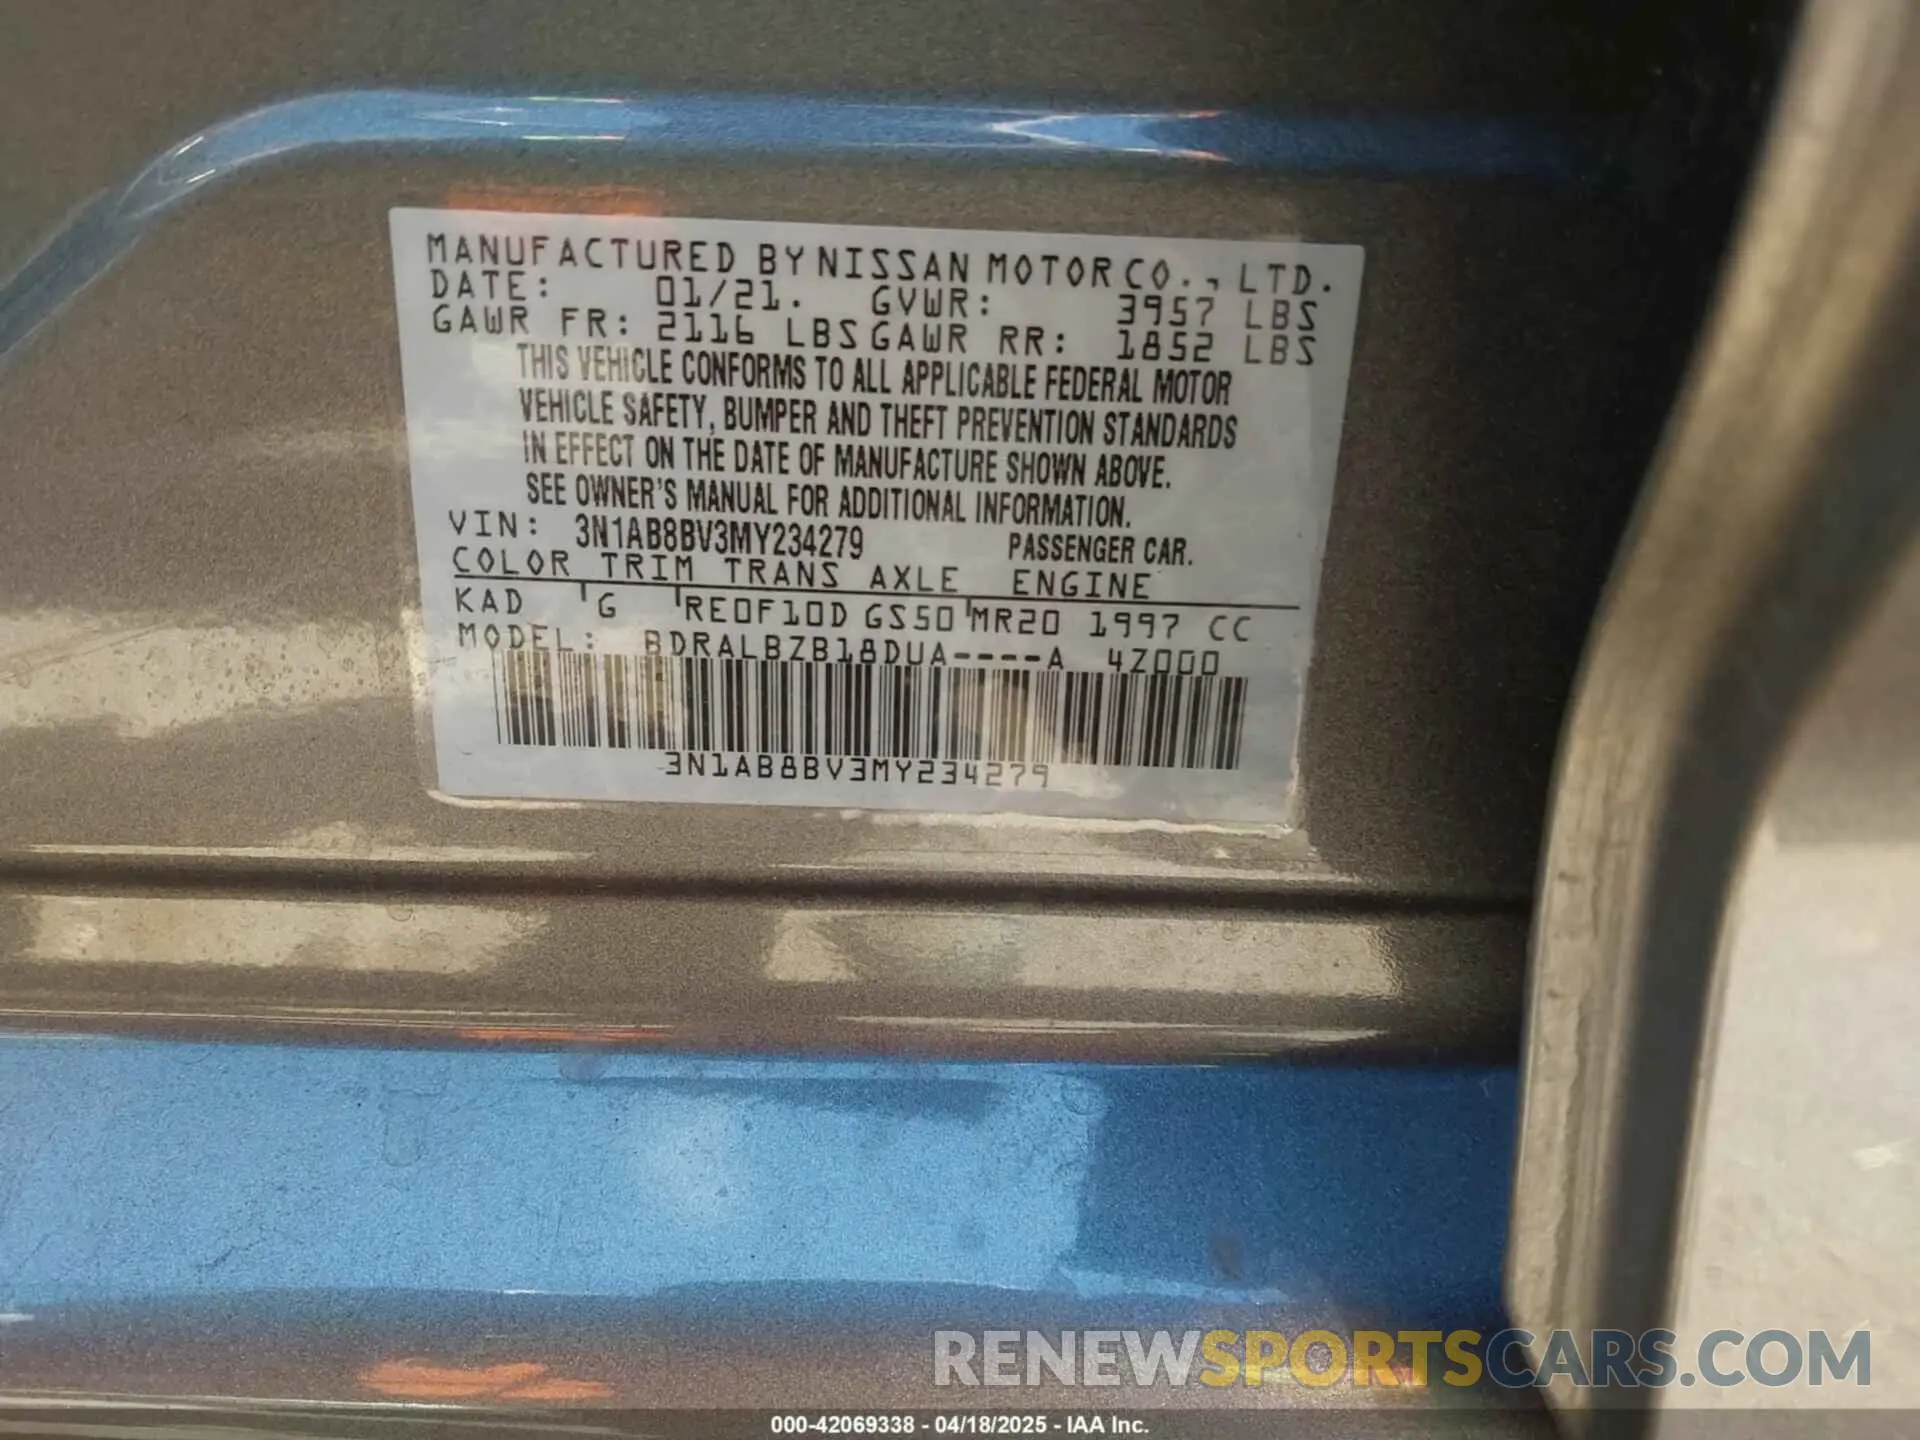 MANUFACTURED BY NISSAN MOTOR CO., LTD.
DATE: 01/21. GVWR: 3957 LBS
GAWR FR: 2116 LBS GAWR RR: 1852 LBS
THIS VEHICLE CONFORMS TO ALL APPLICABLE FEDERAL MOTOR
VEHICLE SAFETY, BUMPER AND THEFT PREVENTION STANDARDS
IN EFFECT ON THE DATE OF MANUFACTURE SHOWN ABOVE.
SEE OWNER'S MANUAL FOR ADDITIONAL INFORMATION.
VIN: 3N1AB8BV3MY234279 PASSENGER CAR.
COLOR TRIM TRANS AXLE ENGINE
KAD G RE0F10D GS50 MR20 1997 CC
MODEL: BDRALBZB18DUA----A 4Z000
3N1AB8BV3MY234279
RENEWSPORTSCARS.COM
000-42069338 - 04/18/2025 - IAA Inc.